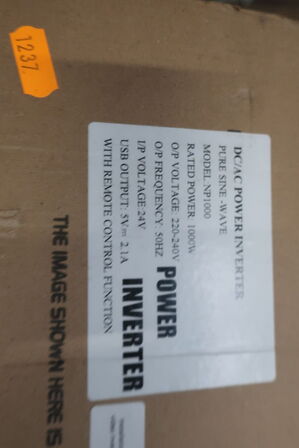 1237
DC/AC POWER INVERTER
PURE SINE -WAVE
MODEL: NP1000
RATED POWER: 1000W
O/P VOLTAGE: 220-240V
O/P FREQUENCY: 50HZ
I/P VOLTAGE:24V
USB OUTPUT: 5V⎓ 2.1A
WITH REMOTE CONTROL FUNCTION
POWER
INVERTER
THE IMAGE SHOWN HERE IS